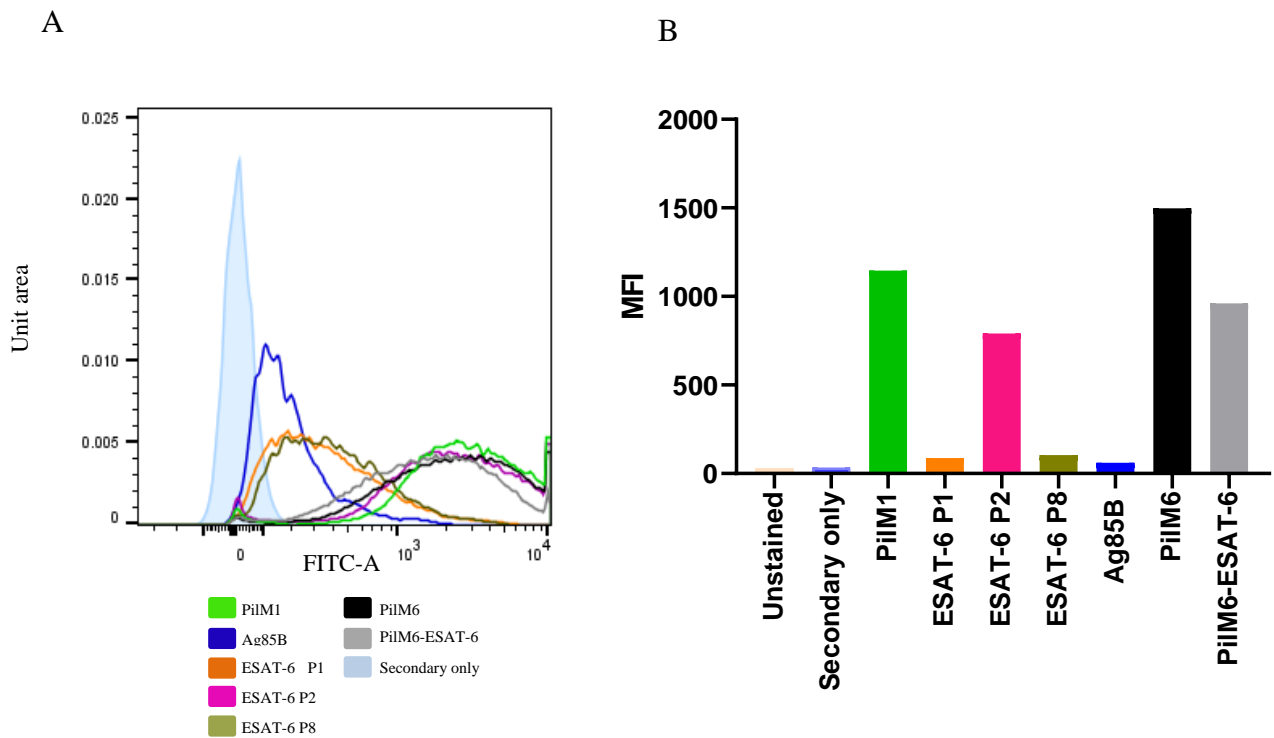 A
B
Unit area
0.025
0.020
0.015
0.010
0.005
0
0
10³
10⁴
FITC-A
PilM1
Ag85B
ESAT-6 P1
ESAT-6 P2
ESAT-6 P8
PilM6
PilM6-ESAT-6
Secondary only
MFI
2000
1500
1000
500
0
Unstained
Secondary only
PilM1
ESAT-6 P1
ESAT-6 P2
ESAT-6 P8
Ag85B
PilM6
PilM6-ESAT-6